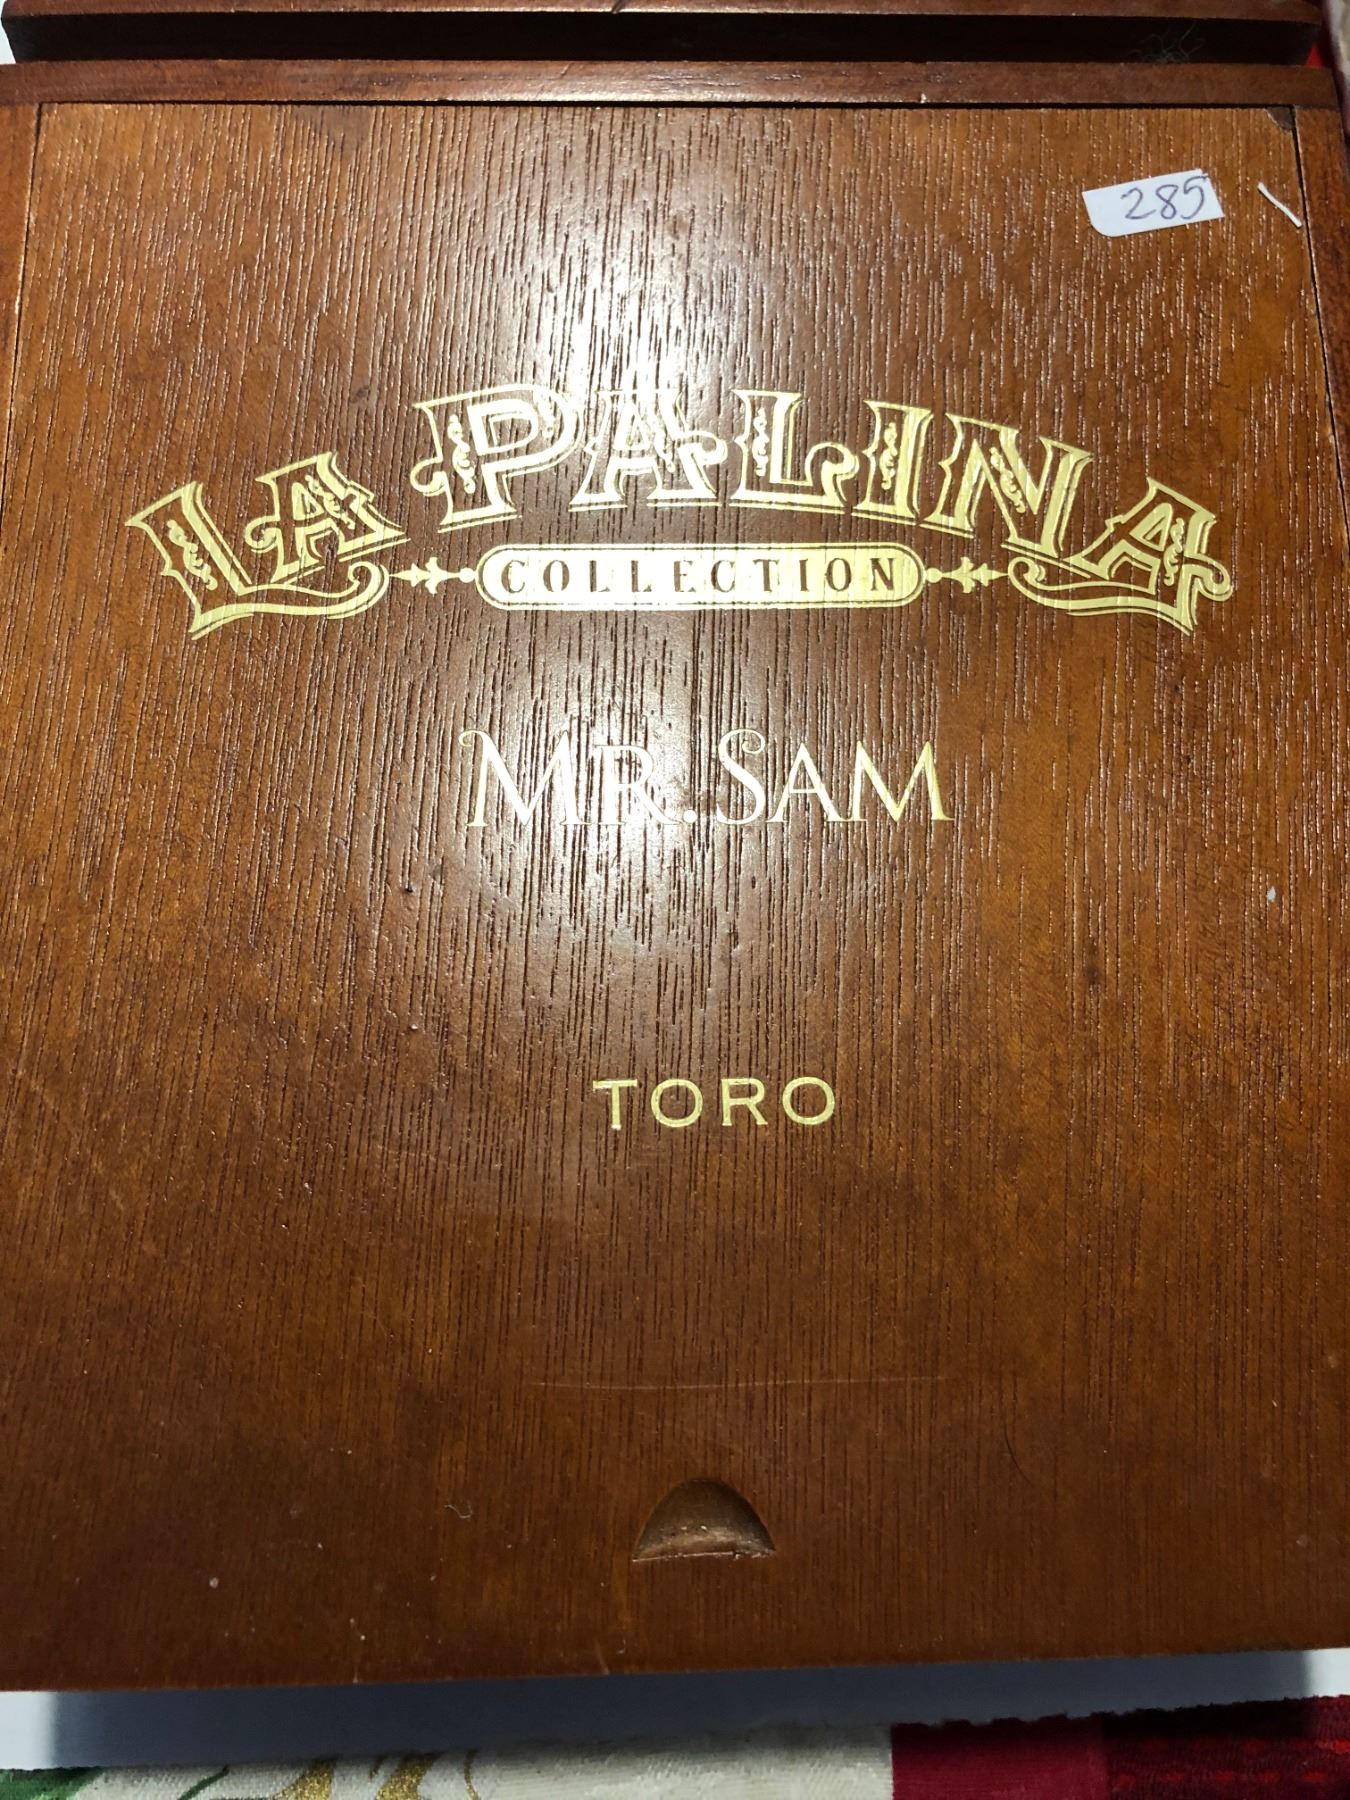 285
LA PALINA
COLLECTION
MR. SAM
TORO